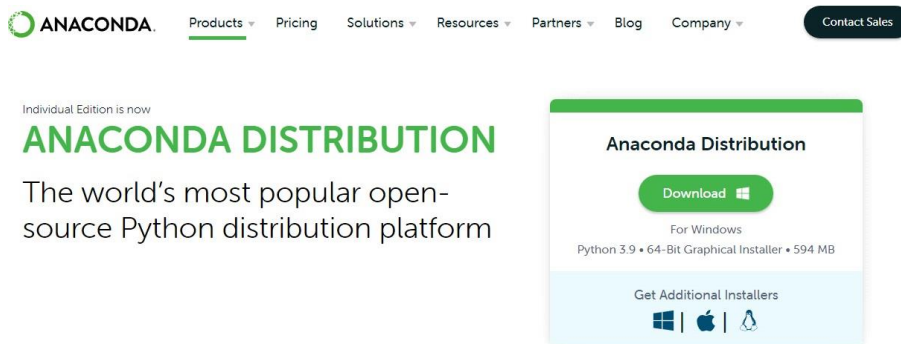 ANACONDA.
Products
Pricing
Solutions
Resources
Partners
Blog
Company
Contact Sales
Individual Edition is now
ANACONDA DISTRIBUTION
The world's most popular open-
source Python distribution platform
Anaconda Distribution
Download
For Windows
Python 3.9 • 64-Bit Graphical Installer • 594 MB
Get Additional Installers